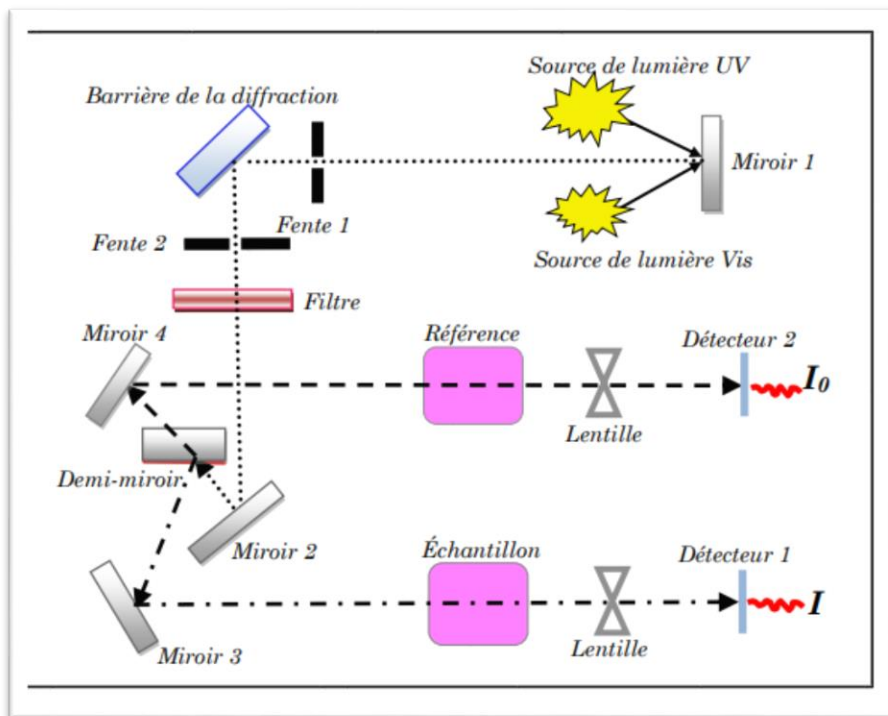 Source de lumière UV
Barrière de la diffraction
Miroir 1
Fente 1
Fente 2
Source de lumière Vis
Filtre
Miroir 4
Référence
Détecteur 2
I0
Lentille
Demi-miroir
Miroir 2
Échantillon
Détecteur 1
I
Lentille
Miroir 3